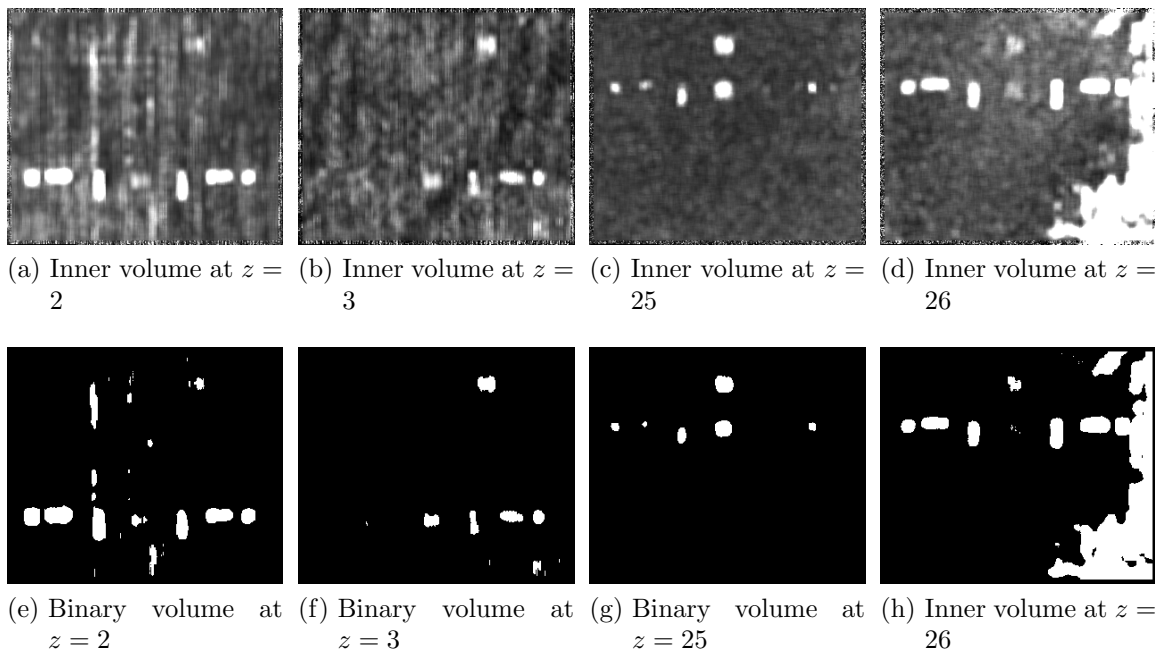 (a) Inner volume at z =
2
(b) Inner volume at z =
3
(c) Inner volume at z =
25
(d) Inner volume at z =
26
(e) Binary volume at
z = 2
(f) Binary volume at
z = 3
(g) Binary volume at
z = 25
(h) Inner volume at z =
26